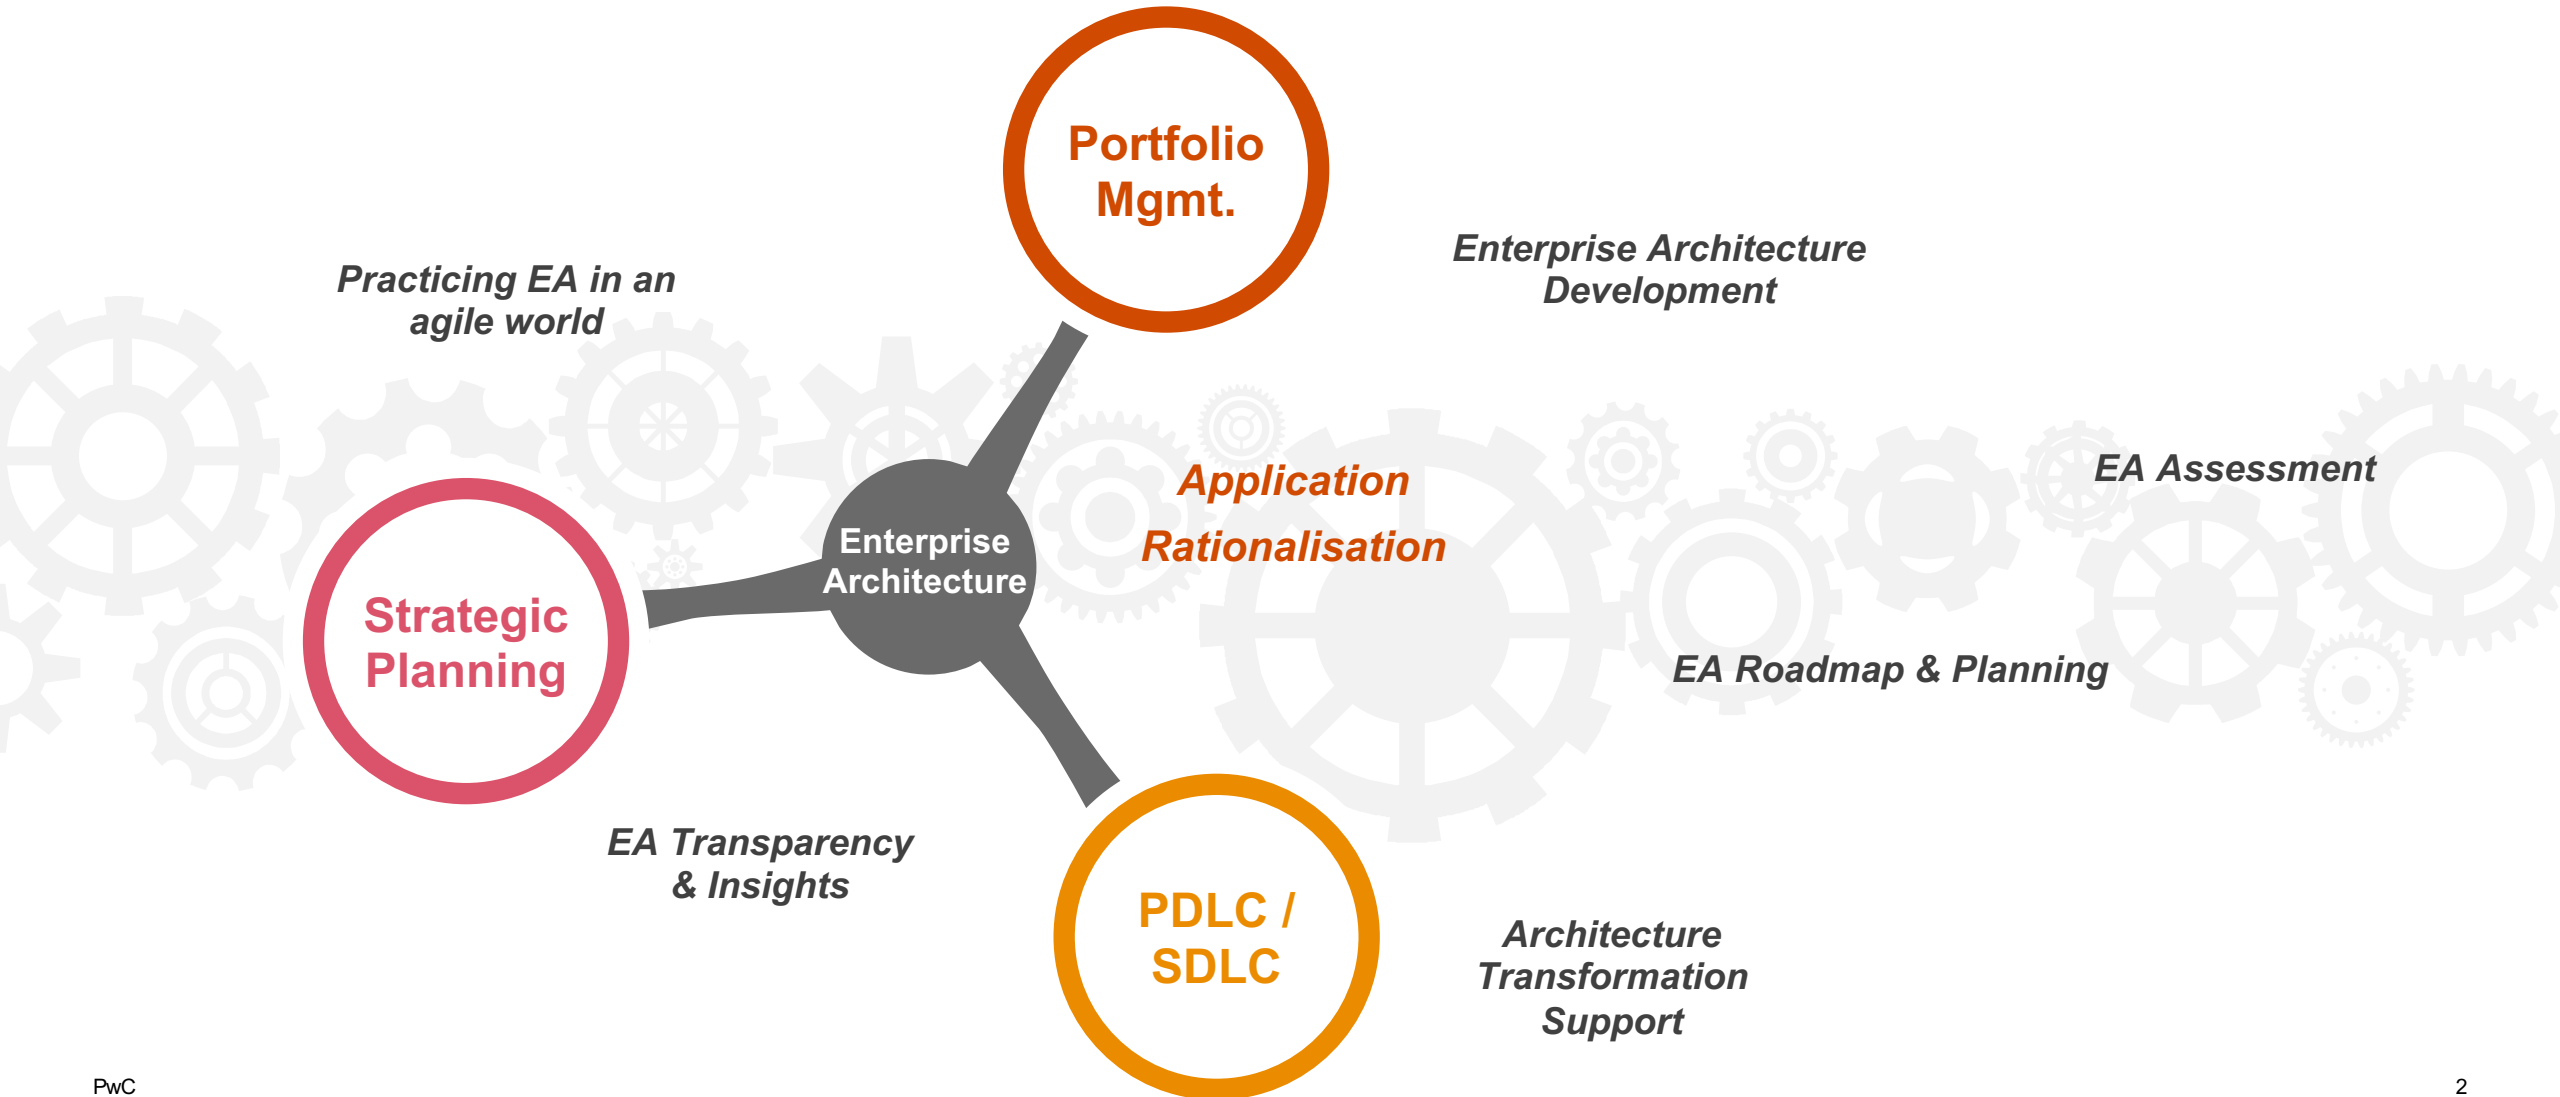 Portfolio
Mgmt.
Practicing EA in an
agile world
Enterprise Architecture
Development
Application
Rationalisation
EA Assessment
Enterprise
Architecture
Strategic
Planning
EA Roadmap & Planning
EA Transparency
& Insights
PDLC /
SDLC
Architecture
Transformation
Support
PwC
2